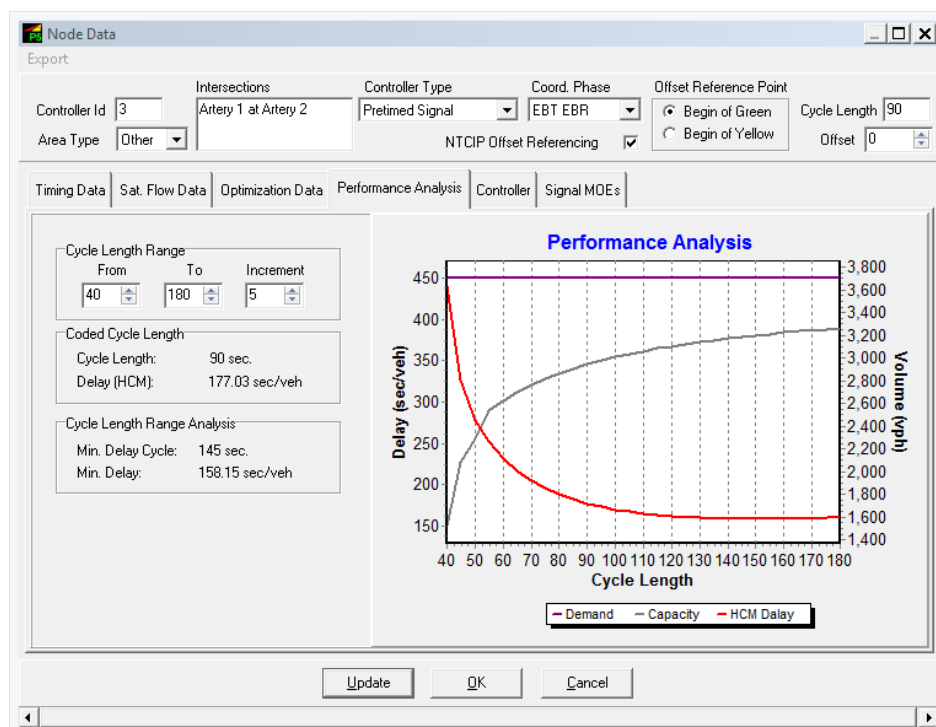 P5 Node Data
Export
Intersections
Controller Type
Coord. Phase
Offset Reference Point
Controller Id 3
Artery 1 at Artery 2
Pretimed Signal
EBT EBR
Begin of Green
Cycle Length 90
Area Type Other
NTCIP Offset Referencing
Begin of Yellow
Offset 0
Timing Data
Sat. Flow Data
Optimization Data
Performance Analysis
Controller
Signal MOEs
Cycle Length Range
From To Increment
40 180 5
Coded Cycle Length
Cycle Length: 90 sec.
Delay (HCM): 177.03 sec/veh
Cycle Length Range Analysis
Min. Delay Cycle: 145 sec.
Min. Delay: 158.15 sec/veh
Performance Analysis
Delay (sec/veh)
450
400
350
300
250
200
150
3,800
3,600
3,400
3,200
3,000
2,800
2,600
2,400
2,200
2,000
1,800
1,600
1,400
Volume (vph)
40 50 60 70 80 90 100 110 120 130 140 150 160 170 180
Cycle Length
Demand Capacity HCM Dalay
Update OK Cancel